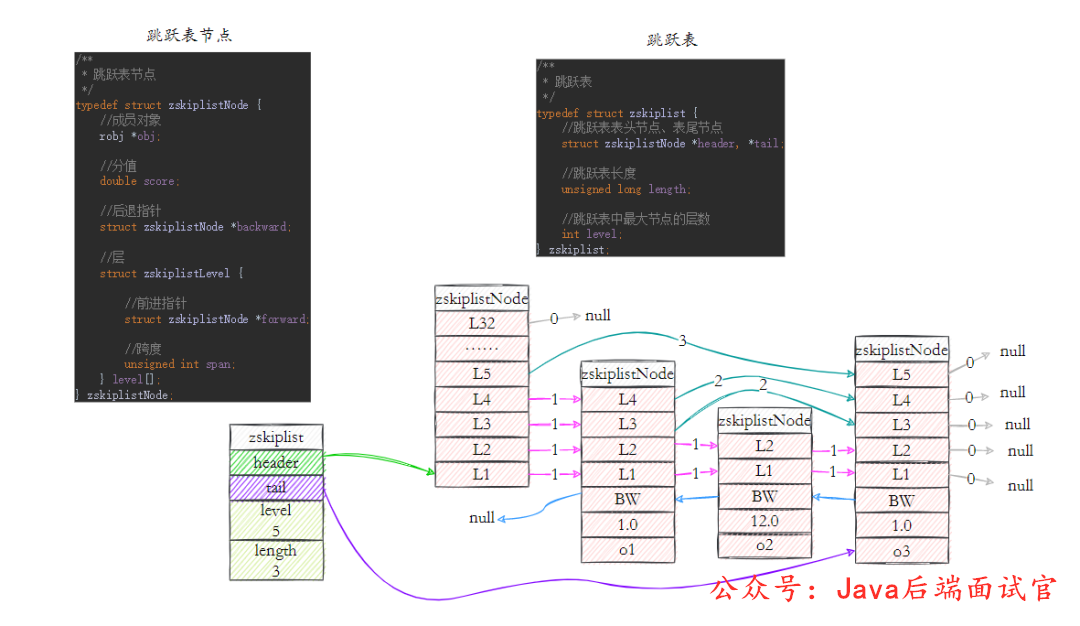 跳跃表节点
/**
 * 跳跃表节点
 */
typedef struct zskiplistNode {
//成员对象
robj *obj;
//分值
double score;
//后退指针
struct zskiplistNode *backward;
//层
struct zskiplistLevel {
//前进指针
struct zskiplistNode *forward;
//跨度
unsigned int span;
} level[];
} zskiplistNode;
跳跃表
/**
 * 跳跃表
 */
typedef struct zskiplist {
//跳跃表表头节点、表尾节点
struct zskiplistNode *header, *tail;
//跳跃表长度
unsigned long length;
//跳跃表中最大节点的层数
int level;
} zskiplist;
zskiplist
header
tail
level
5
length
3
zskiplistNode
L32
······
L5
L4
L3
L2
L1
0
null
3
1
1
1
1
null
zskiplistNode
L4
L3
L2
L1
BW
1.0
o1
2
2
1
1
zskiplistNode
L2
L1
BW
12.0
o2
1
1
zskiplistNode
L5
L4
L3
L2
L1
BW
1.0
o3
0
null
0
null
0
null
0
null
0
null
公众号：Java后端面试官